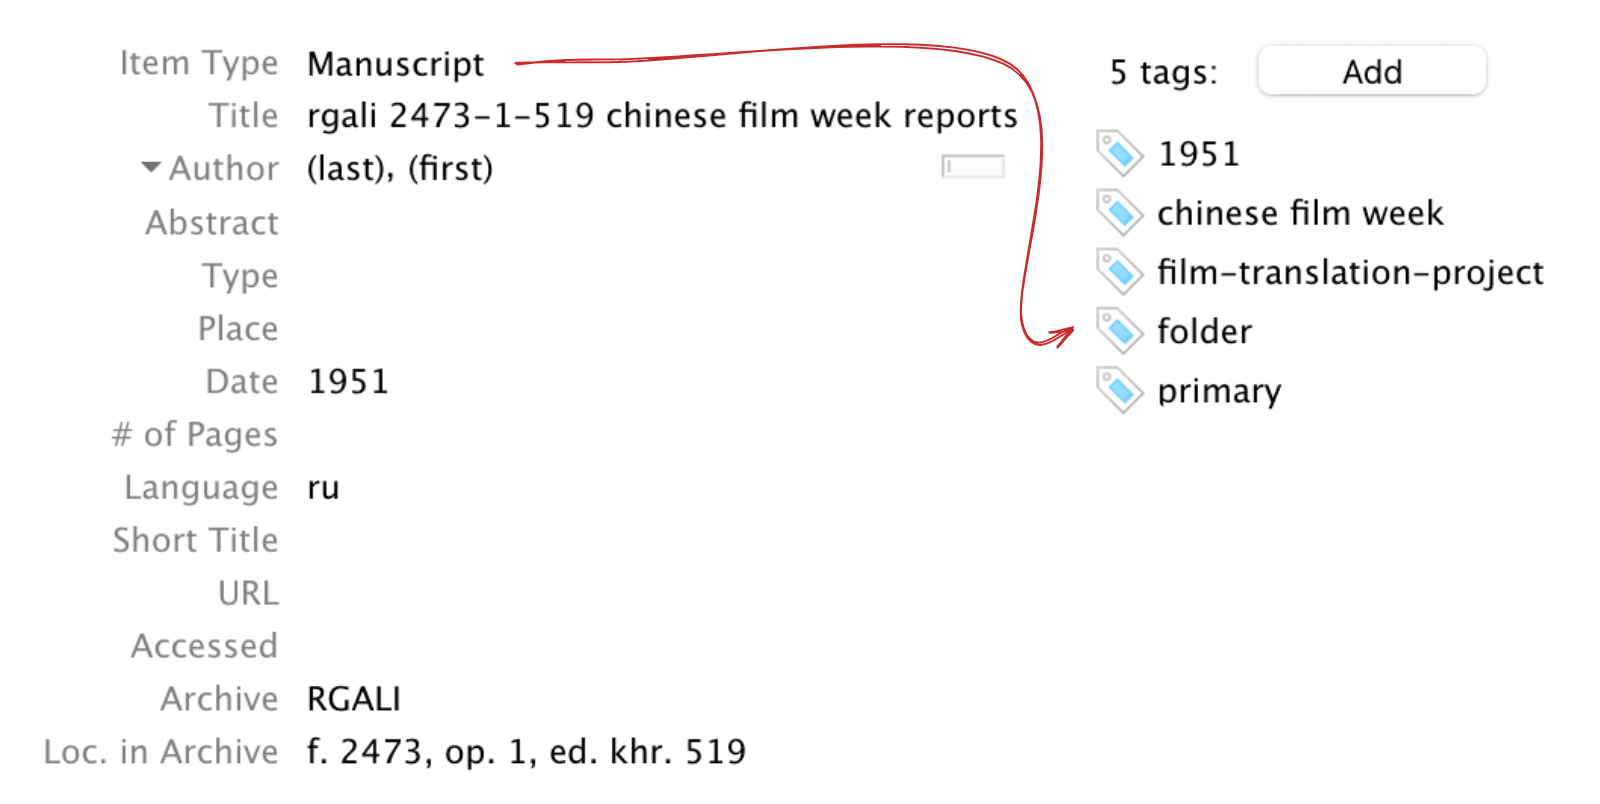 Item Type Manuscript
Title rgali 2473-1-519 chinese film week reports
Author (last), (first)
Abstract
Type
Place
Date 1951
# of Pages
Language ru
Short Title
URL
Accessed
Archive RGALI
Loc. in Archive f. 2473, op. 1, ed. khr. 519
5 tags: Add
1951
chinese film week
film-translation-project
folder
primary